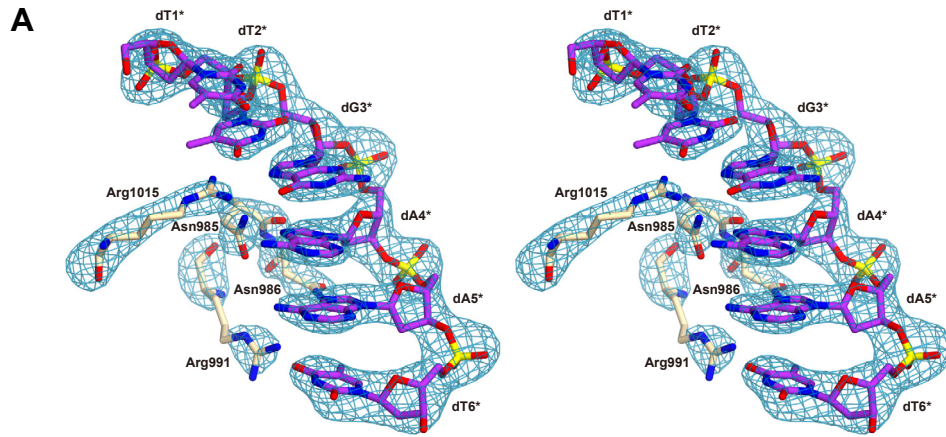 A
dT1*
dT2*
dG3*
Arg1015
Asn985
dA4*
Asn986
dA5*
Arg991
dT6*
dT1*
dT2*
dG3*
Arg1015
Asn985
dA4*
Asn986
dA5*
Arg991
dT6*